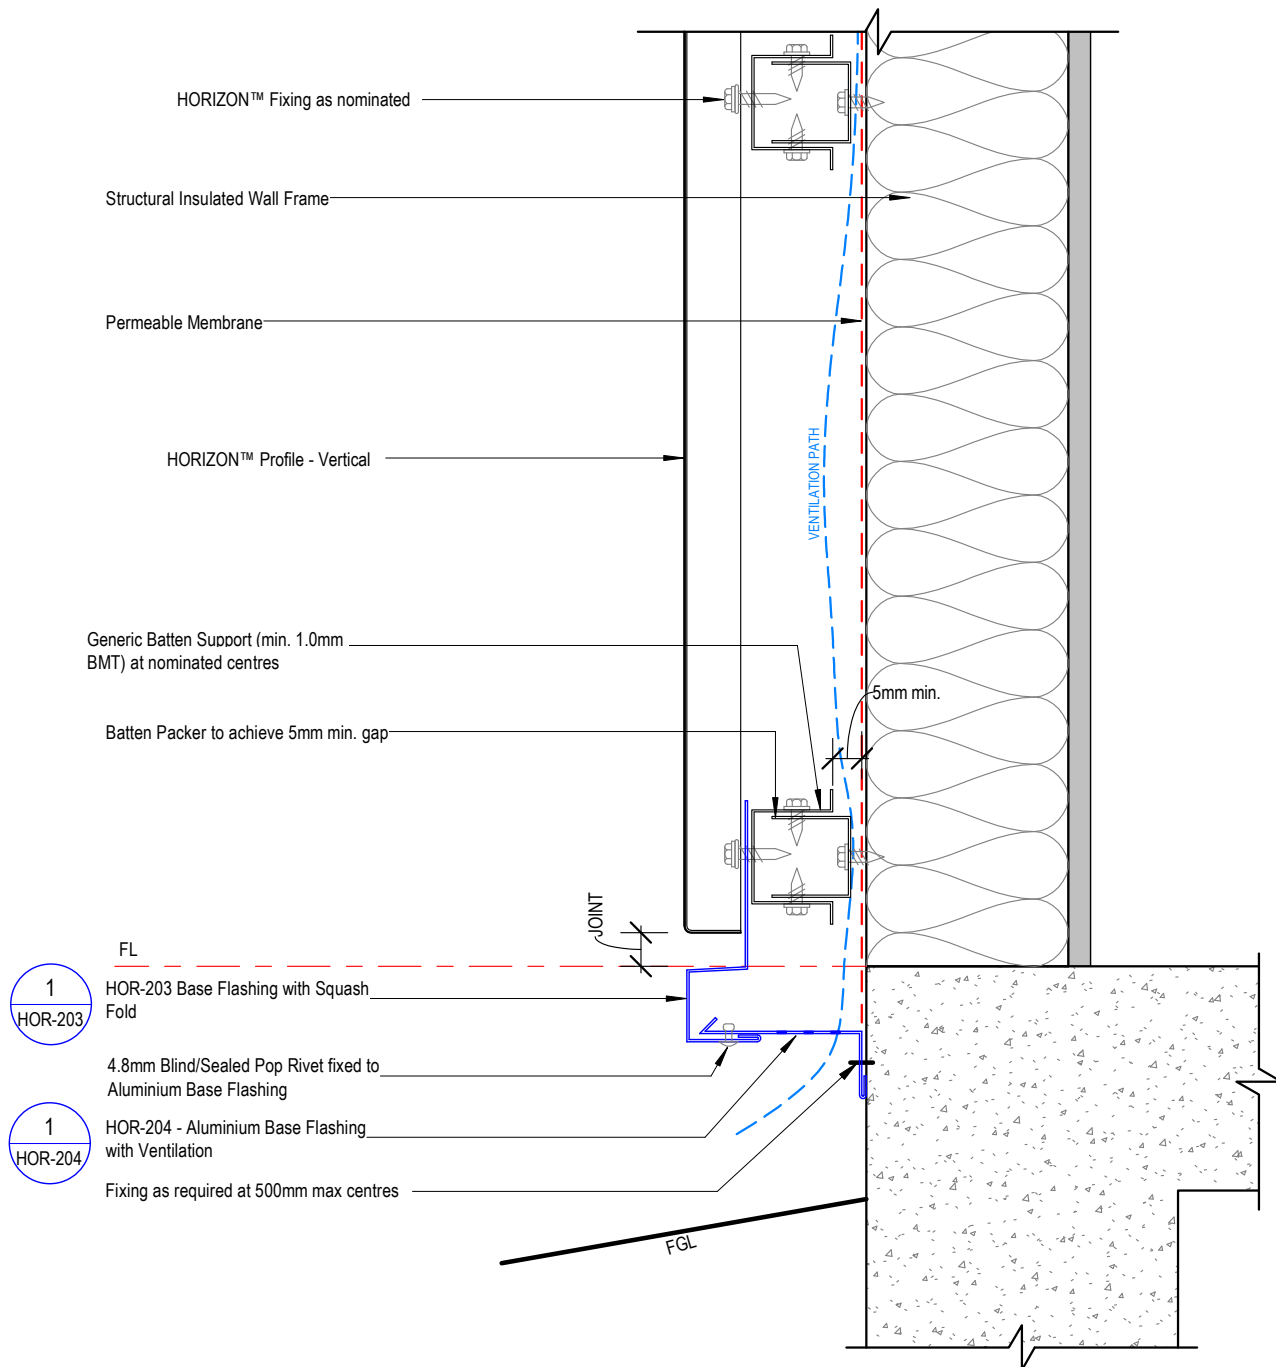 HORIZON™ Fixing as nominated
Structural Insulated Wall Frame
Permeable Membrane
HORIZON™ Profile - Vertical
VENTILATION PATH
Generic Batten Support (min. 1.0mm
BMT) at nominated centres
5mm min.
Batten Packer to achieve 5mm min. gap
JOINT
FL
1
HOR-203
HOR-203 Base Flashing with Squash
Fold
4.8mm Blind/Sealed Pop Rivet fixed to
Aluminium Base Flashing
1
HOR-204
HOR-204 - Aluminium Base Flashing
with Ventilation
Fixing as required at 500mm max centres
FGL